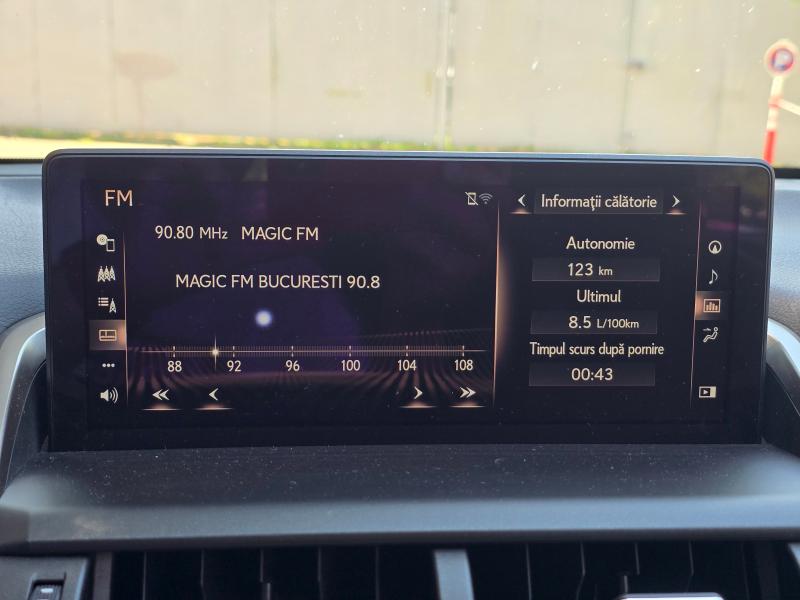 FM
90.80 MHz MAGIC FM
MAGIC FM BUCURESTI 90.8
88 92 96 100 104 108
Informații călătorie
Autonomie
123 km
Ultimul
8.5 L/100km
Timpul scurs după pornire
00:43
P